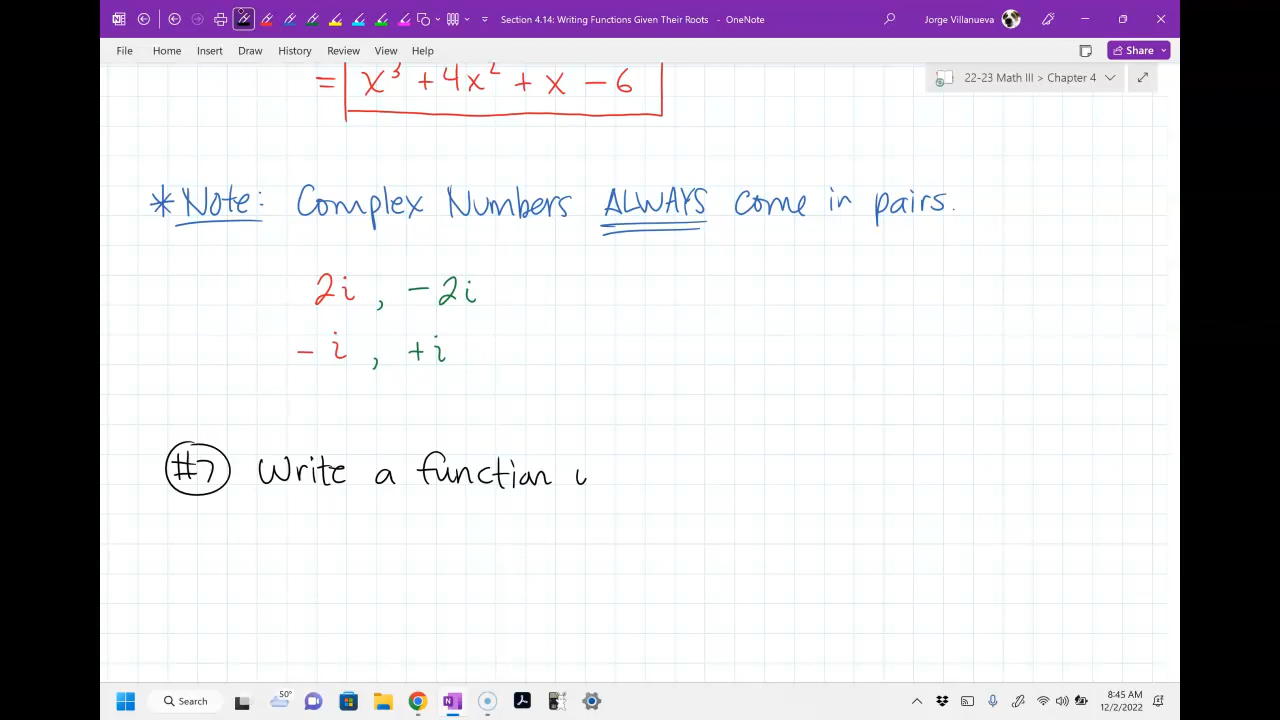 Section 4.14: Writing Functions Given Their Roots - OneNote
Jorge Villanueva
File Home Insert Draw History Review View Help
Share
= x³ + 4x² + x - 6
22-23 Math III > Chapter 4
*Note: Complex Numbers ALWAYS come in pairs.
2i , -2i
- i , +i
#7 Write a function
Search
50°
8:45 AM
12/2/2022